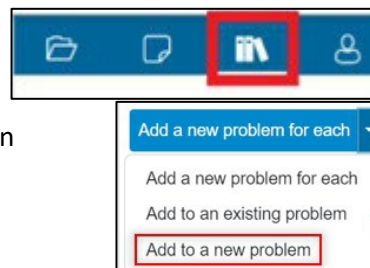 n
Add a new problem for each
Add a new problem for each
Add to an existing problem
Add to a new problem